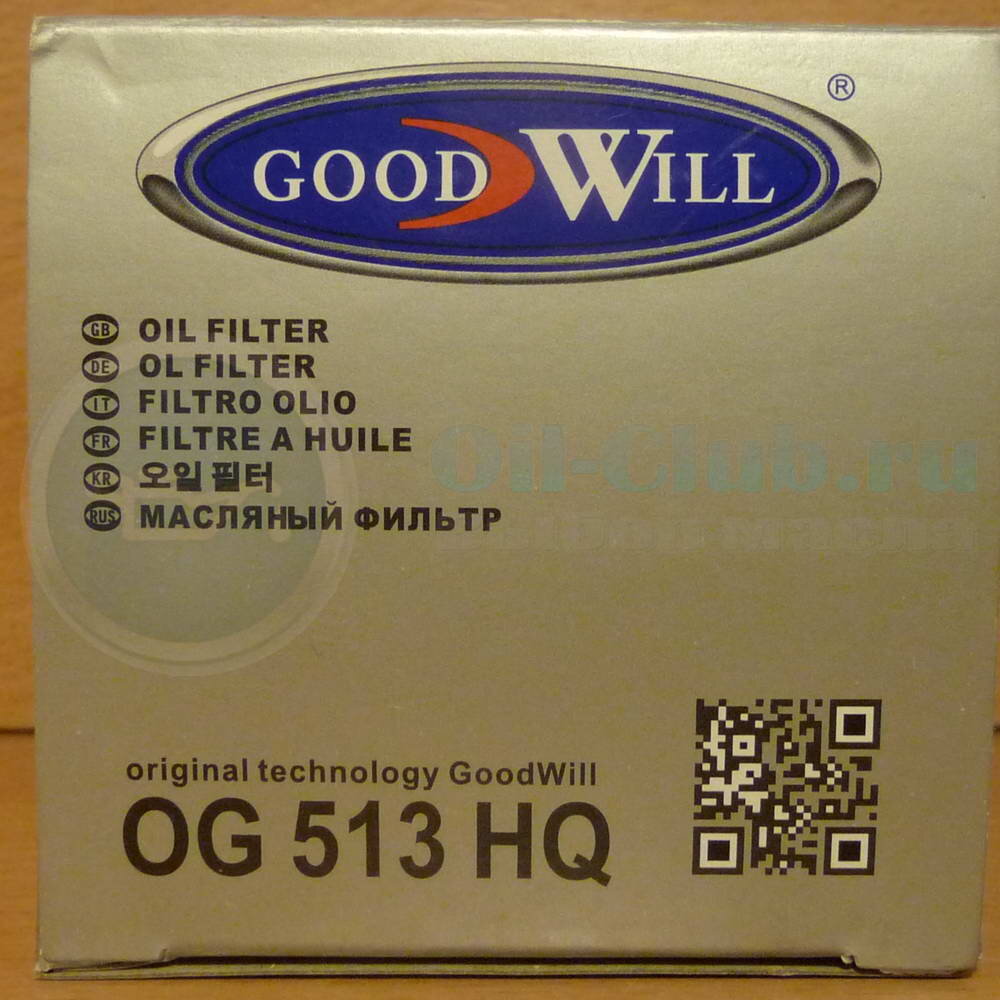 GOOD WILL ®
GB OIL FILTER
DE OL FILTER
IT FILTRO OLIO
FR FILTRE A HUILE
KR 오일 필터
RUS МАСЛЯНЫЙ ФИЛЬТР
Oil-Club.ru
original technology GoodWill
OG 513 HQ